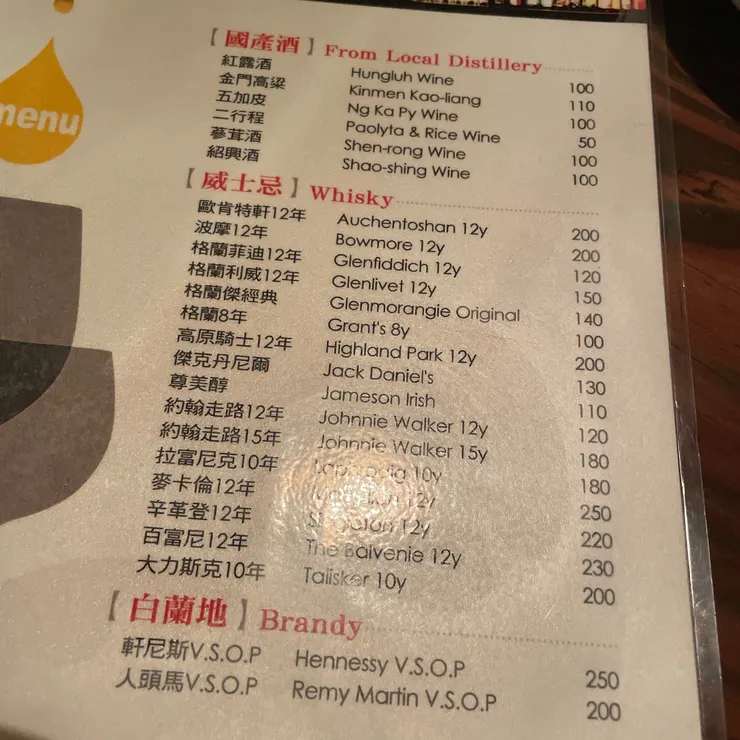 menu
【國產酒】From Local Distillery
紅露酒 Hungluh Wine 100
金門高粱 Kinmen Kao-liang 110
五加皮 Ng Ka Py Wine 100
二行程 Paolyta & Rice Wine 50
蔘茸酒 Shen-rong Wine 100
紹興酒 Shao-shing Wine 100
【威士忌】Whisky
歐肯特軒12年 Auchentoshan 12y 200
波摩12年 Bowmore 12y 200
格蘭菲迪12年 Glenfiddich 12y 120
格蘭利威12年 Glenlivet 12y 150
格蘭傑經典 Glenmorangie Original 140
格蘭8年 Grant's 8y 100
高原騎士12年 Highland Park 12y 200
傑克丹尼爾 Jack Daniel's 130
尊美醇 Jameson Irish 110
約翰走路12年 Johnnie Walker 12y 120
約翰走路15年 Johnnie Walker 15y 180
拉富尼克10年 10y 180
麥卡倫12年 12y 250
辛革登12年 12y 220
百富尼12年 The Balvenie 12y 230
大力斯克10年 Talisker 10y 200
【白蘭地】Brandy
軒尼斯V.S.O.P Hennessy V.S.O.P 250
人頭馬V.S.O.P Remy Martin V.S.O.P 200